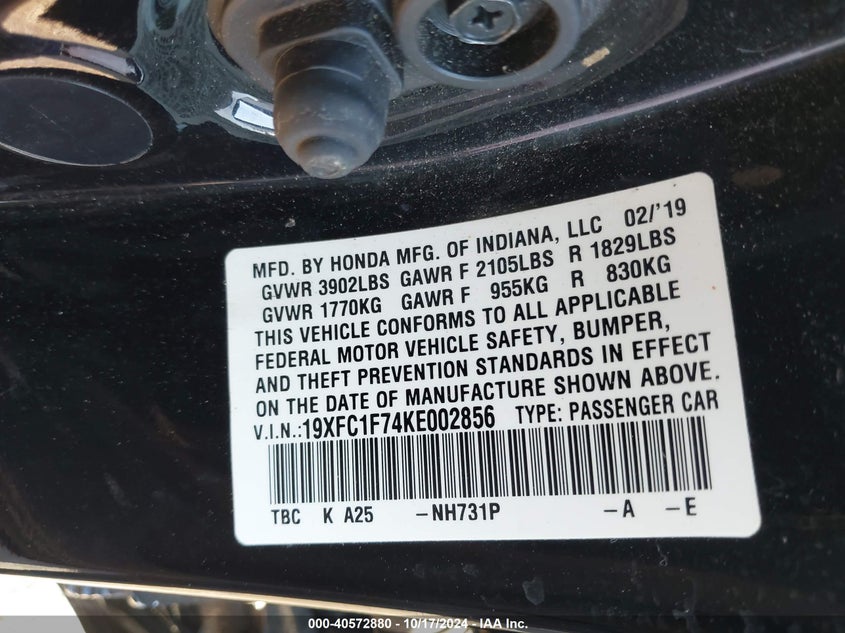 MFD. BY HONDA MFG. OF INDIANA, LLC 02/'19
GVWR 3902LBS GAWR F 2105LBS R 1829LBS
GVWR 1770KG GAWR F 955KG R 830KG
THIS VEHICLE CONFORMS TO ALL APPLICABLE
FEDERAL MOTOR VEHICLE SAFETY, BUMPER,
AND THEFT PREVENTION STANDARDS IN EFFECT
ON THE DATE OF MANUFACTURE SHOWN ABOVE.
V.I.N.:19XFC1F74KE002856 TYPE: PASSENGER CAR
TBC K A25 -NH731P -A -E
000-40572880 - 10/17/2024 - IAA Inc.